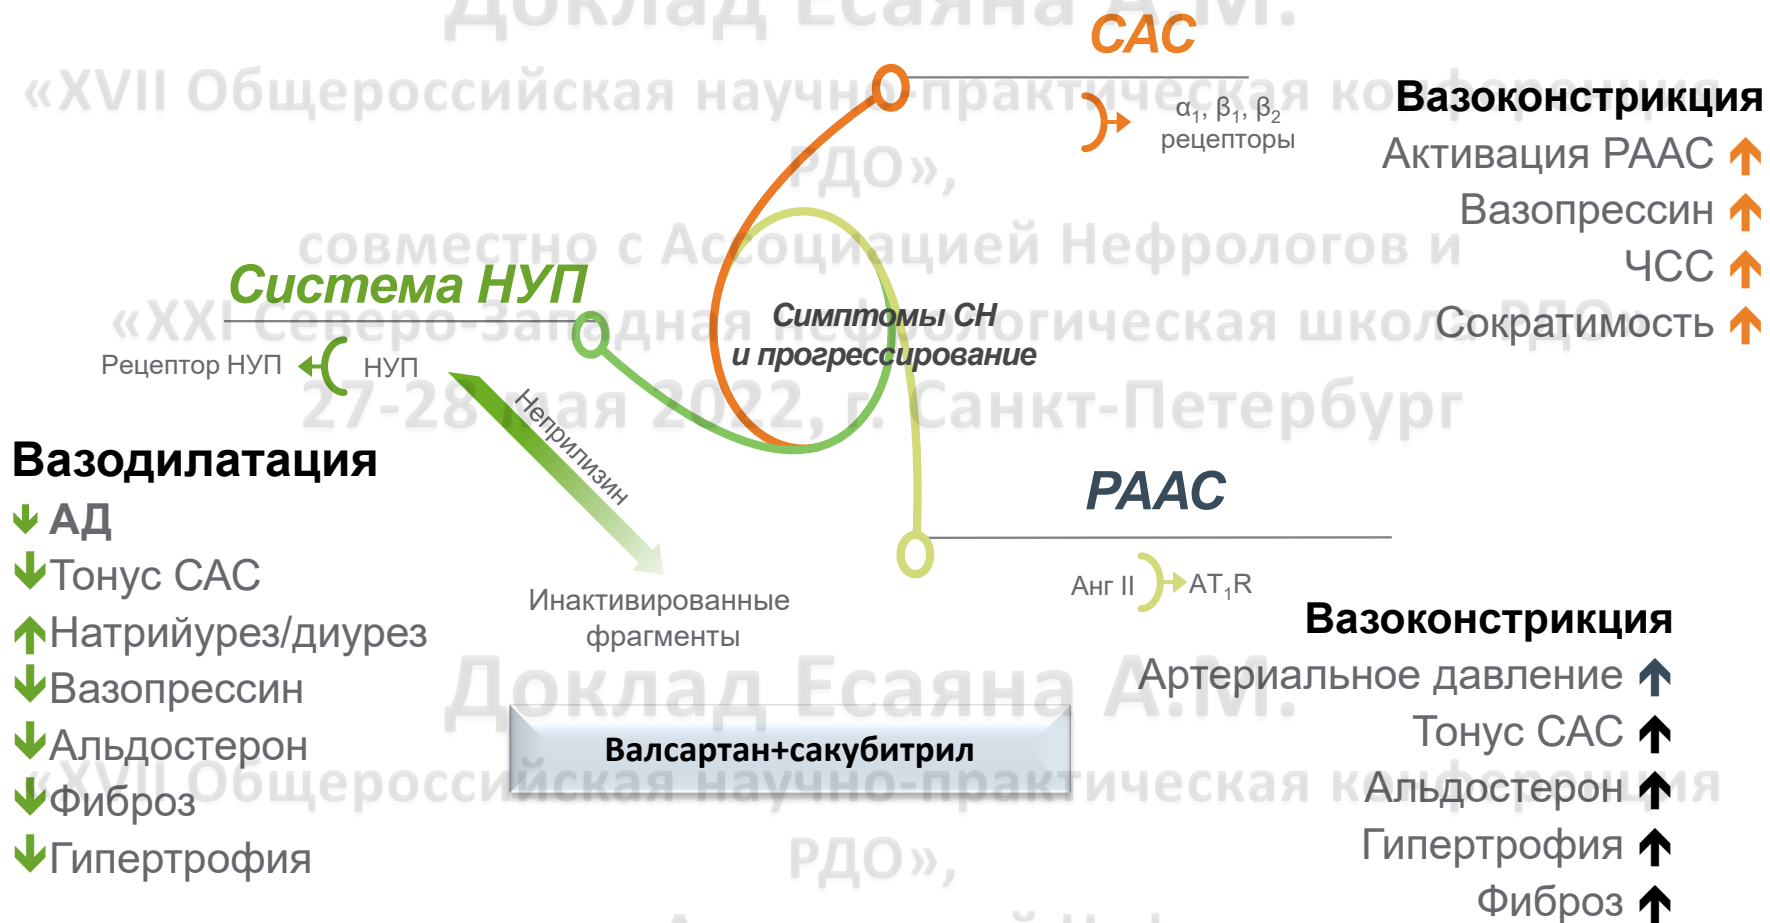 Доклад Есаяна А.М.
«XVII Общероссийская научно-практическая конференция
РДО»,
совместно с Ассоциацией Нефрологов и
«XXI Северо-Западная нефрологическая школа РДО»
27-28 мая 2022, г. Санкт-Петербург
САС
α1, β1, β2
рецепторы
Вазоконстрикция
Активация РААС ↑
Вазопрессин ↑
ЧСС ↑
Сократимость ↑
Система НУП
Рецептор НУП
НУП
Неприлизин
Инактивированные
фрагменты
Симптомы СН
и прогрессирование
Вазодилатация
↓ АД
↓ Тонус САС
↑ Натрийурез/диурез
↓ Вазопрессин
↓ Альдостерон
↓ Фиброз
↓ Гипертрофия
РААС
Анг II
AT1R
Вазоконстрикция
Артериальное давление ↑
Тонус САС ↑
Альдостерон ↑
Гипертрофия ↑
Фиброз ↑
Валсартан+сакубитрил
Доклад Есаяна А.М.
«XVII Общероссийская научно-практическая конференция
РДО»,